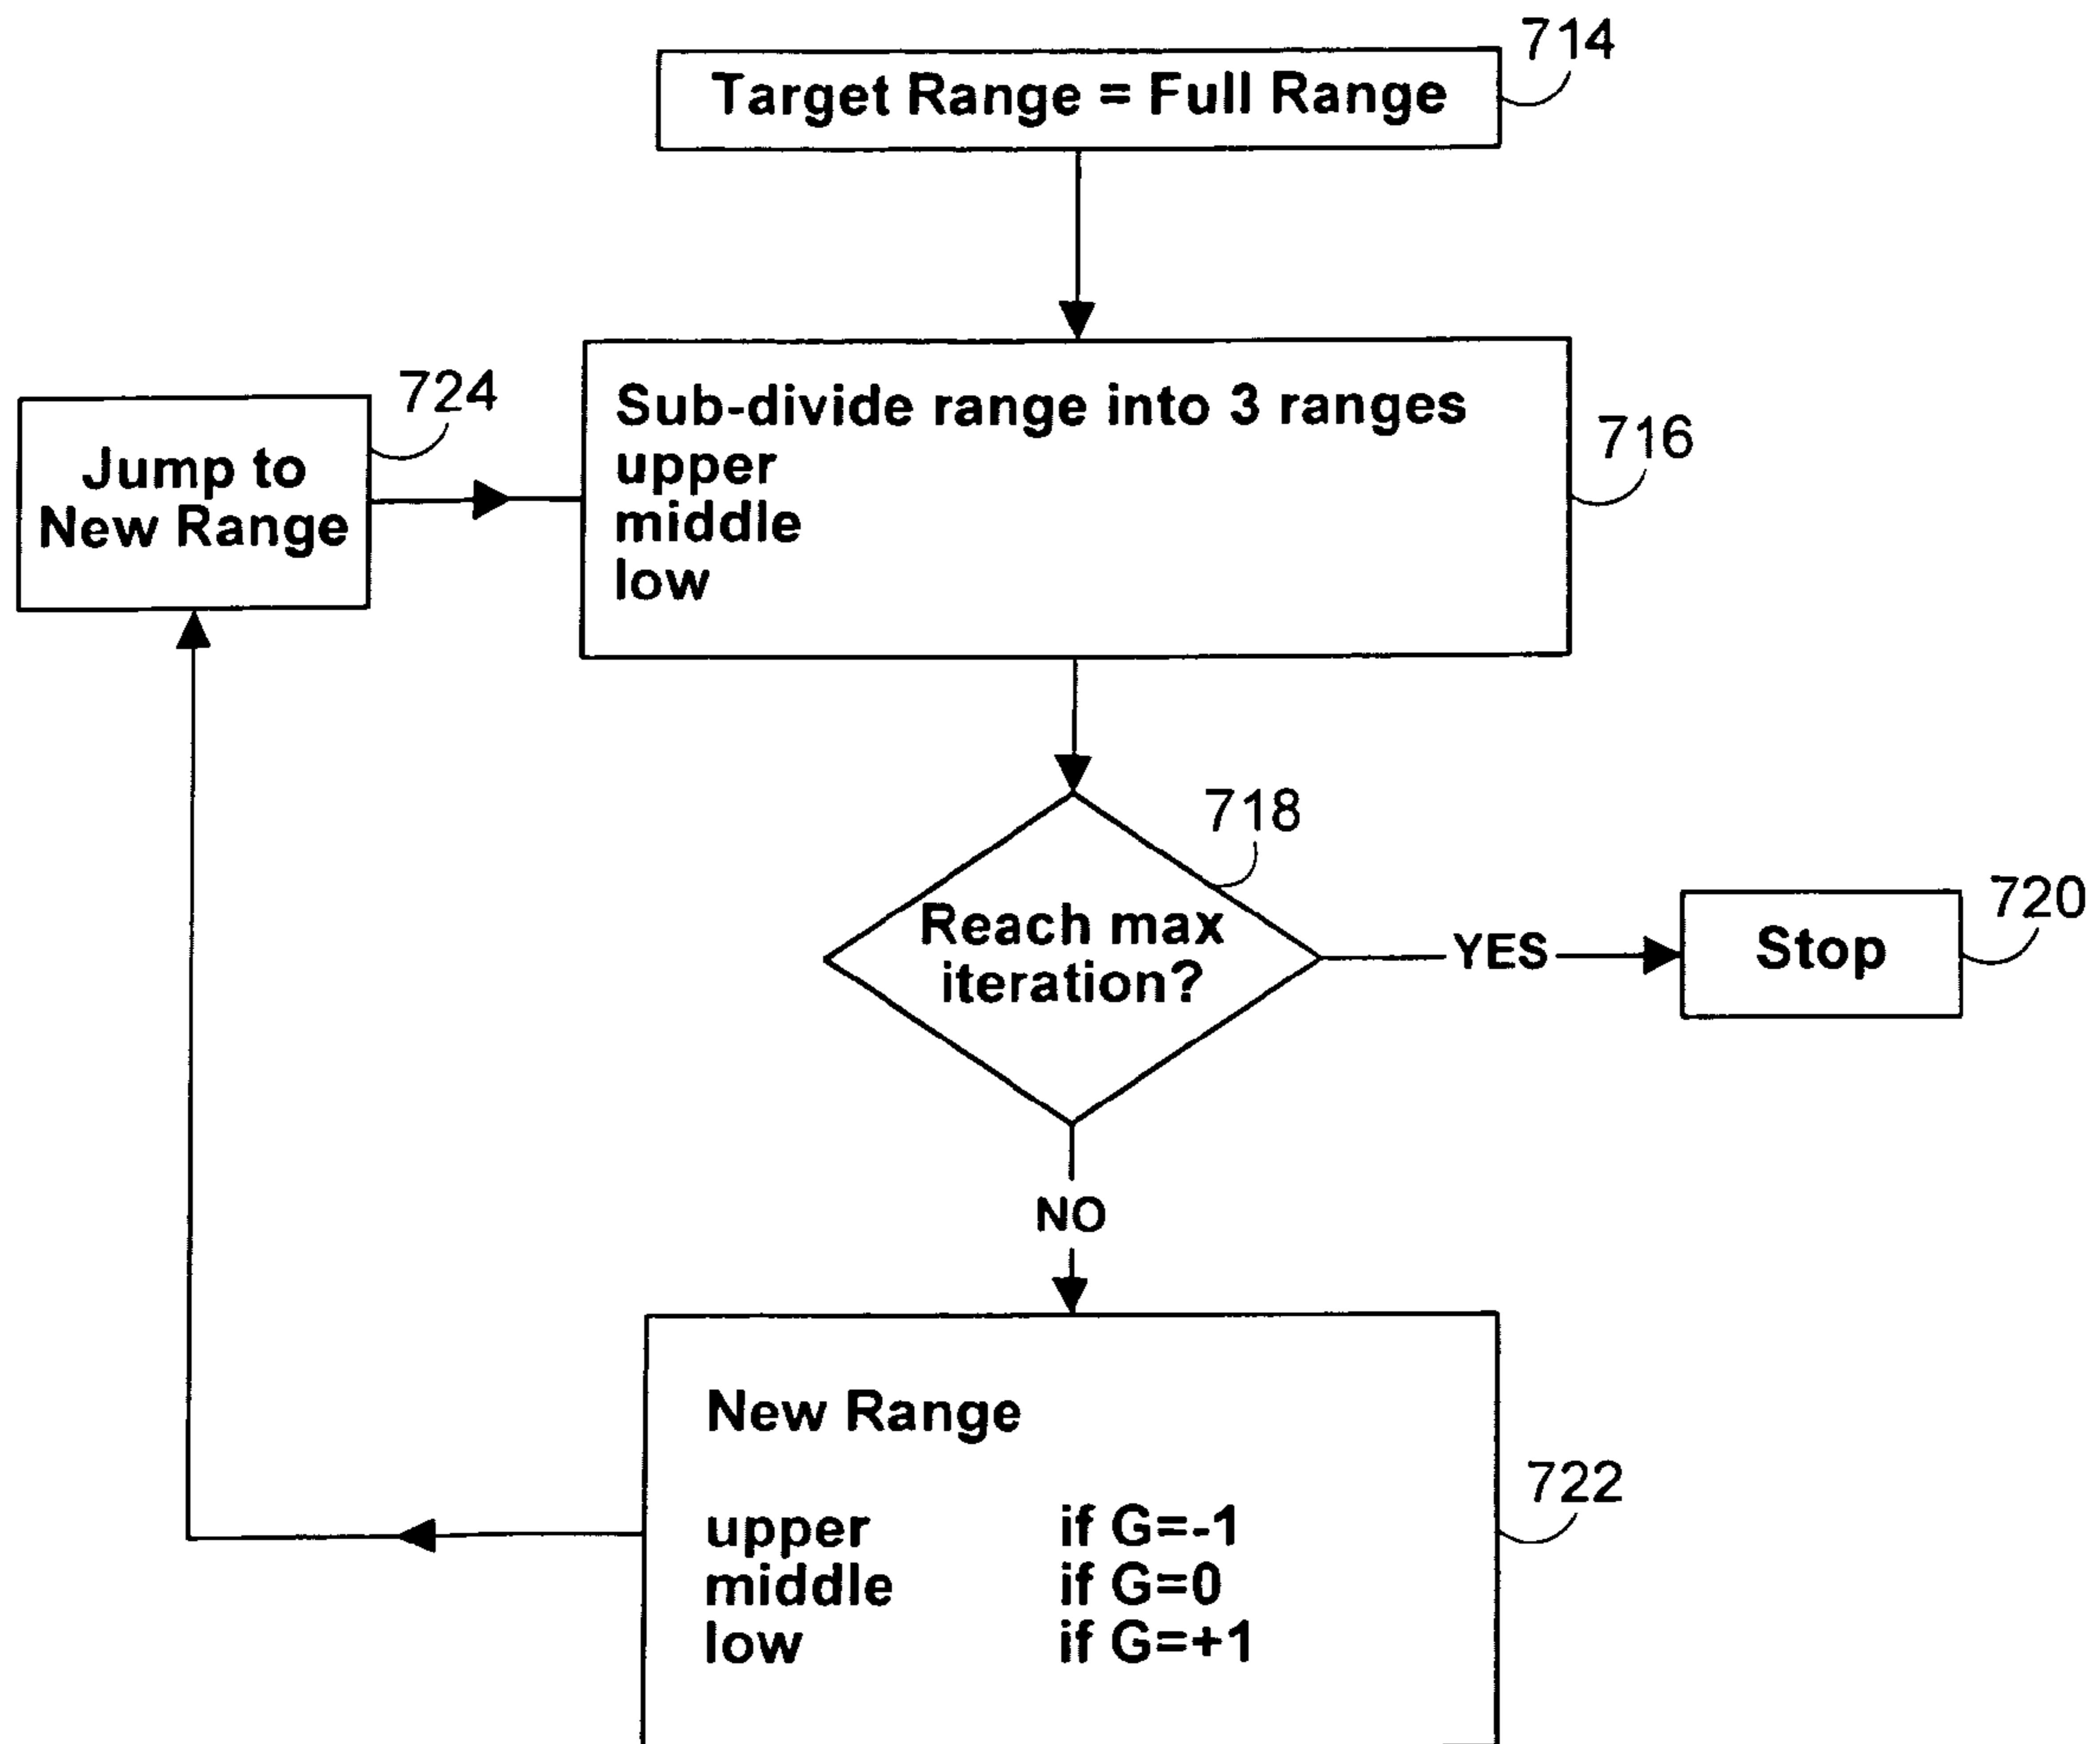 714
Target Range = Full Range
724
Jump to
New Range
Sub-divide range into 3 ranges
upper
middle
low
716
718
Reach max
iteration?
YES
Stop
720
NO
New Range
upper if G=-1
middle if G=0
low if G=+1
722